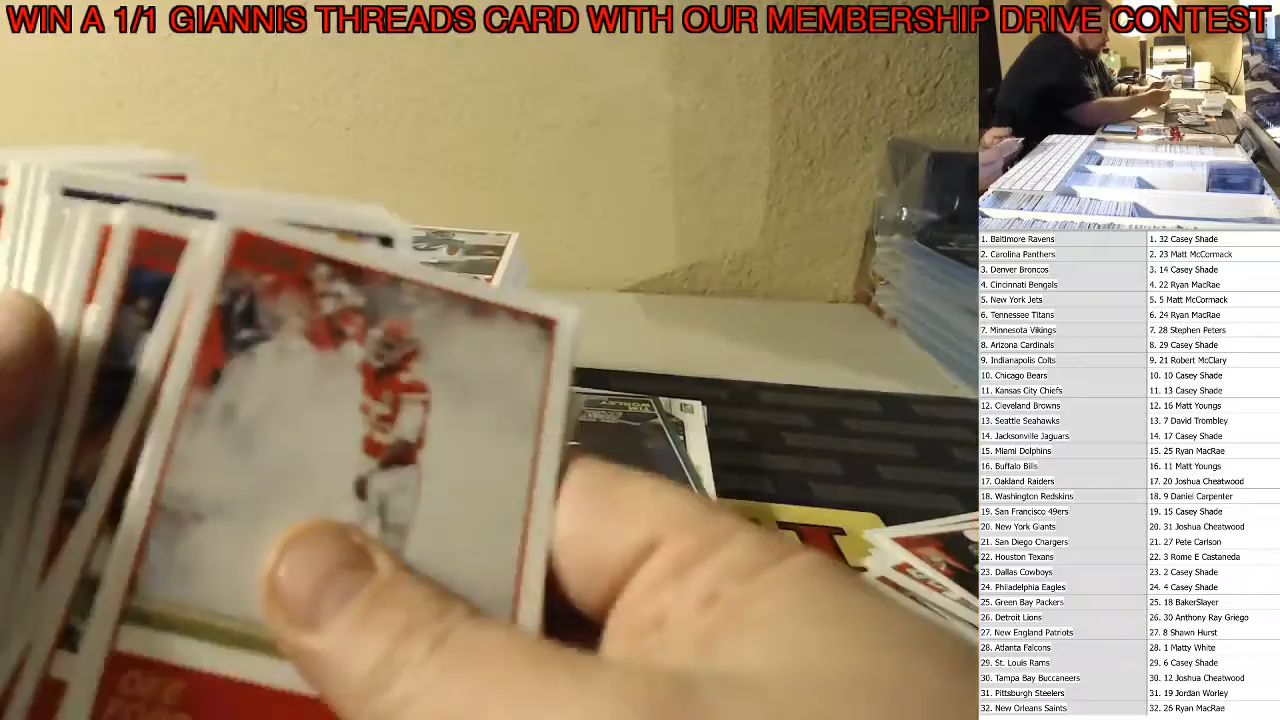 WIN A 1/1 GIANNIS THREADS CARD WITH OUR MEMBERSHIP DRIVE CONTEST
1. Baltimore Ravens 1. 32 Casey Shade
2. Carolina Panthers 2. 23 Matt McCormack
3. Denver Broncos 3. 14 Casey Shade
4. Cincinnati Bengals 4. 22 Ryan MacRae
5. New York Jets 5. 5 Matt McCormack
6. Tennessee Titans 6. 24 Ryan MacRae
7. Minnesota Vikings 7. 28 Stephen Peters
8. Arizona Cardinals 8. 29 Casey Shade
9. Indianapolis Colts 9. 21 Robert McClary
10. Chicago Bears 10. 10 Casey Shade
11. Kansas City Chiefs 11. 13 Casey Shade
12. Cleveland Browns 12. 16 Matt Youngs
13. Seattle Seahawks 13. 7 David Trombley
14. Jacksonville Jaguars 14. 17 Casey Shade
15. Miami Dolphins 15. 25 Ryan MacRae
16. Buffalo Bills 16. 11 Matt Youngs
17. Oakland Raiders 17. 20 Joshua Cheatwood
18. Washington Redskins 18. 9 Daniel Carpenter
19. San Francisco 49ers 19. 15 Casey Shade
20. New York Giants 20. 31 Joshua Cheatwood
21. San Diego Chargers 21. 27 Pete Carlson
22. Houston Texans 22. 3 Rome E Castaneda
23. Dallas Cowboys 23. 2 Casey Shade
24. Philadelphia Eagles 24. 4 Casey Shade
25. Green Bay Packers 25. 18 BakerSlayer
26. Detroit Lions 26. 30 Anthony Ray Griego
27. New England Patriots 27. 8 Shawn Hurst
28. Atlanta Falcons 28. 1 Matty White
29. St. Louis Rams 29. 6 Casey Shade
30. Tampa Bay Buccaneers 30. 12 Joshua Cheatwood
31. Pittsburgh Steelers 31. 19 Jordan Worley
32. New Orleans Saints 32. 26 Ryan MacRae